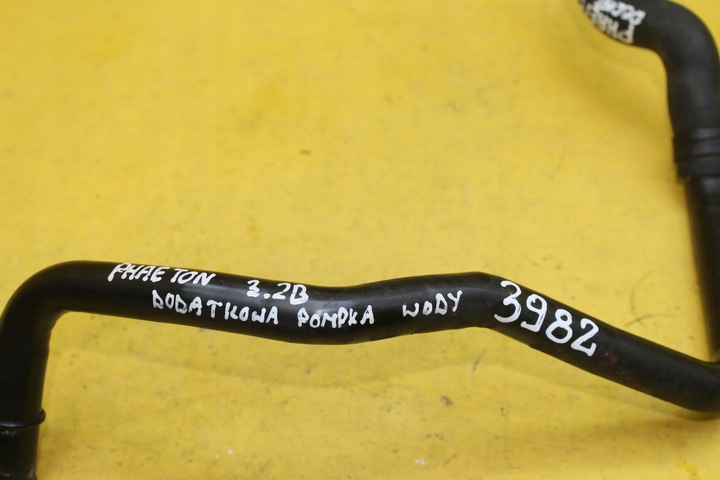 PHAETON 3.2B
DODATKOWA POMPKA WODY
3982